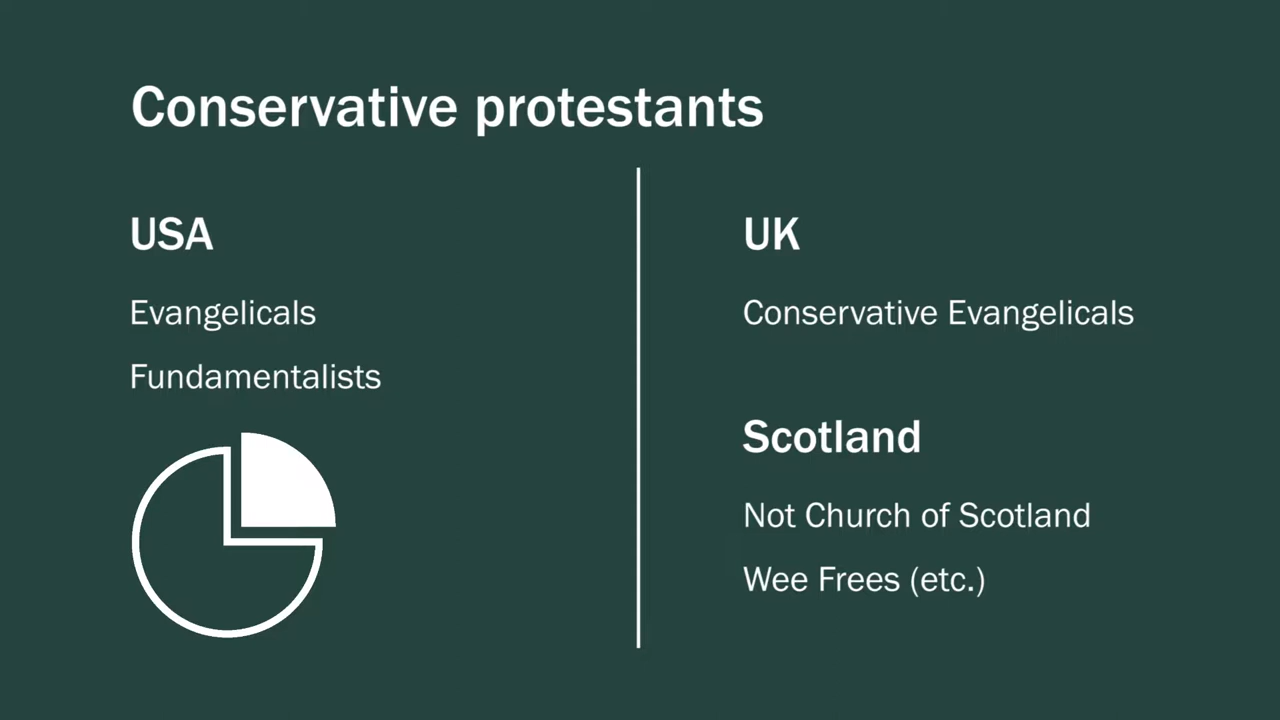 Conservative protestants
USA
Evangelicals
Fundamentalists
UK
Conservative Evangelicals
Scotland
Not Church of Scotland
Wee Frees (etc.)